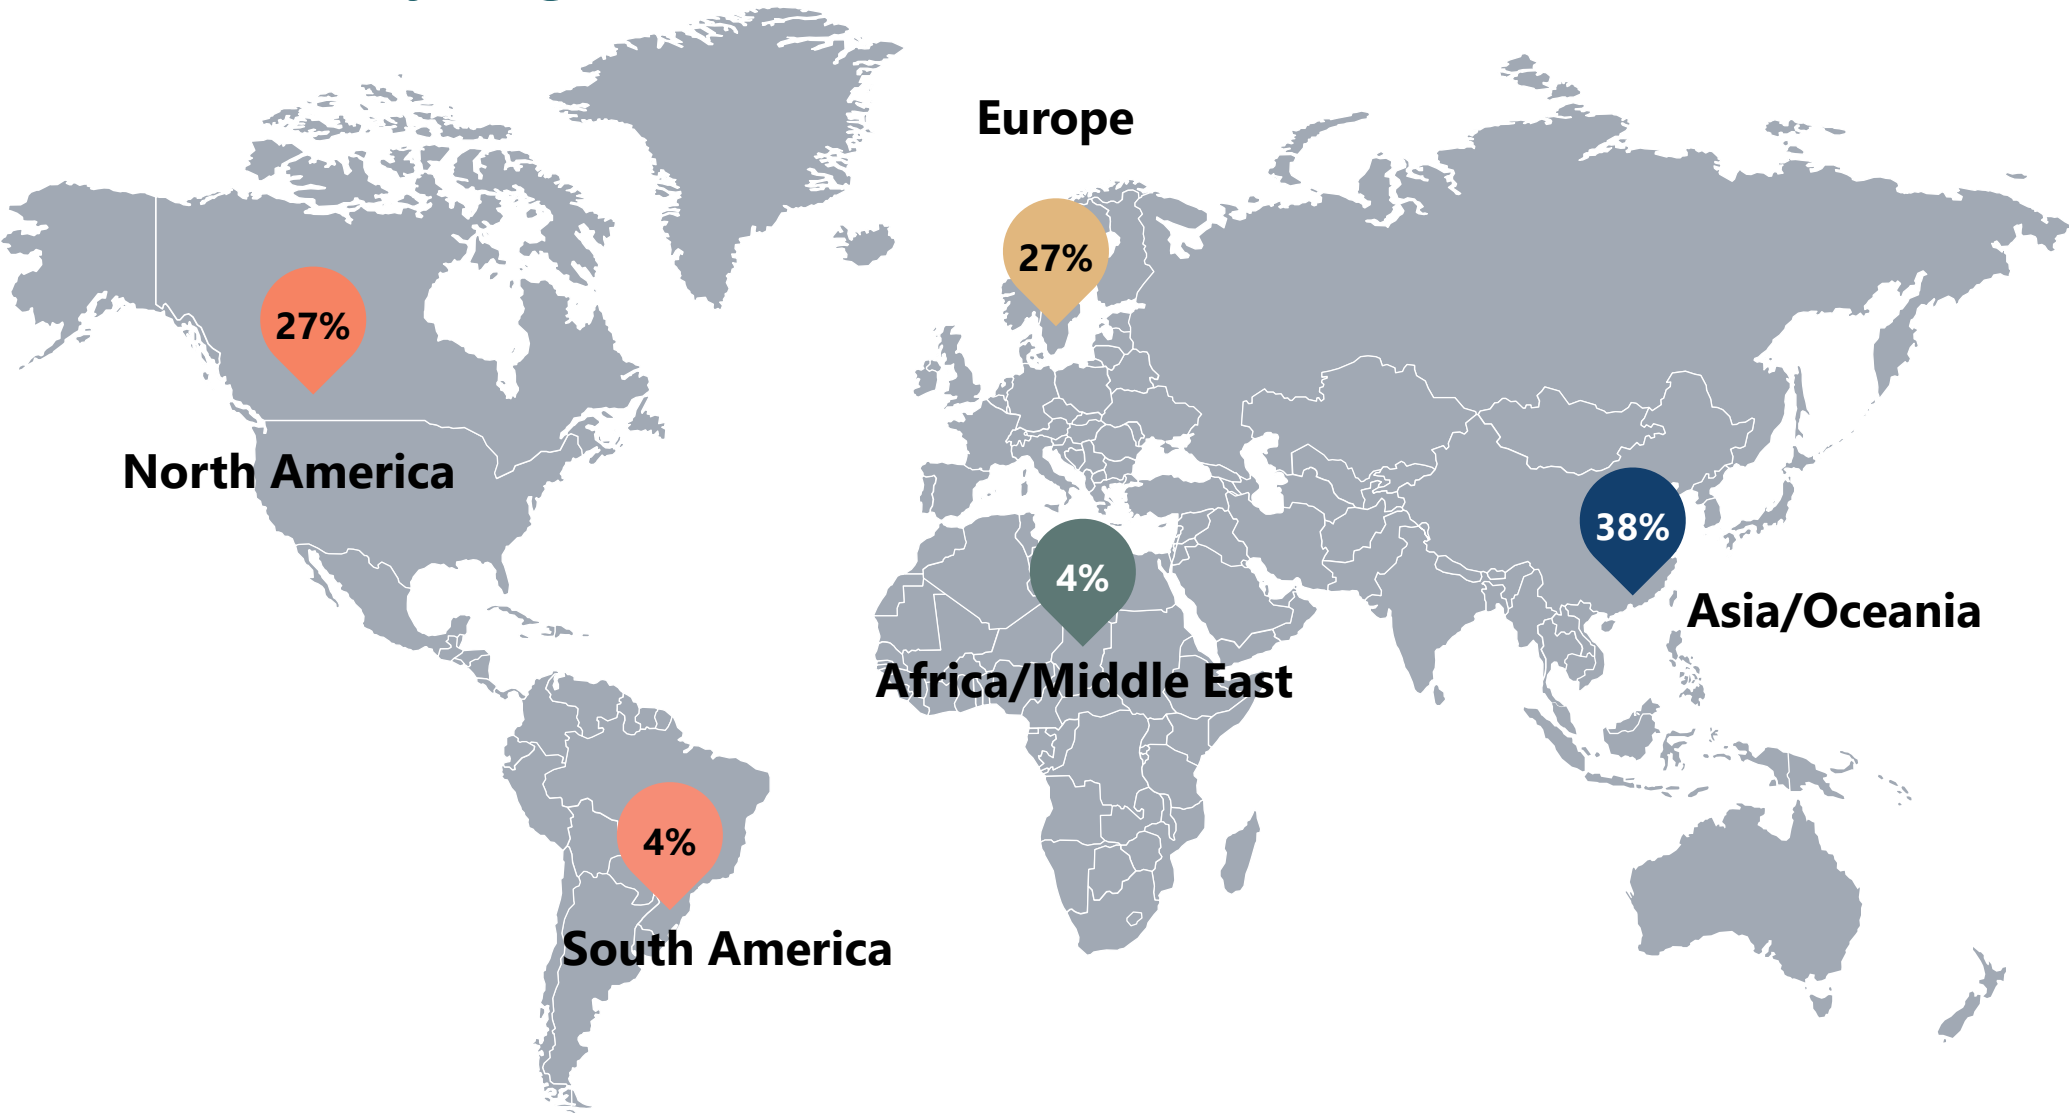 Europe
27%
27%
North America
38%
4%
Asia/Oceania
Africa/Middle East
4%
South America